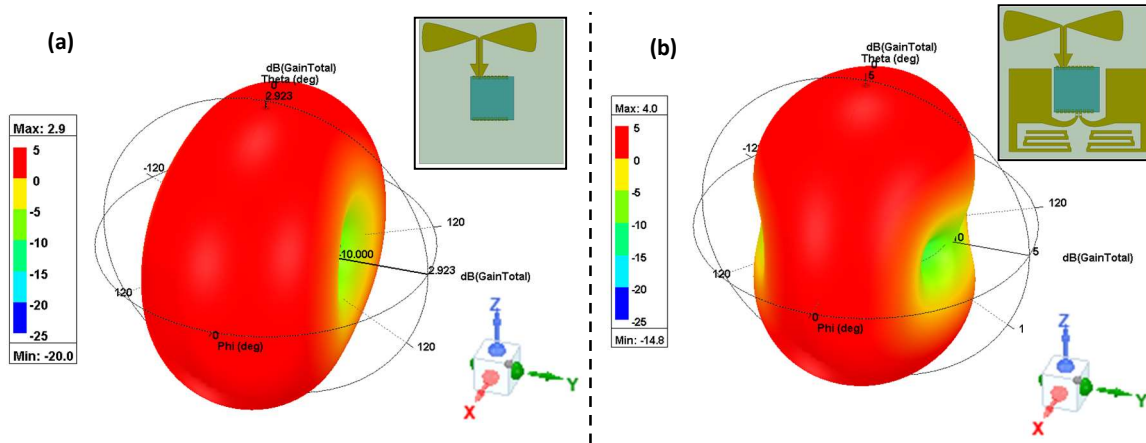 (a)
dB(GainTotal)
Theta (deg)
0
2.923
Max: 2.9
5
0
-5
-10
-15
-20
-25
Min: -20.0
-120
120
-10.000
2.923
dB(GainTotal)
120
0
Phi (deg)
120
Z
Y
X
(b)
dB(GainTotal)
0
Theta (deg)
5
Max: 4.0
5
0
-5
-10
-15
-20
-25
Min: -14.8
-12
120
0
5
dB(GainTotal)
120
0
Phi (deg)
1
Z
Y
X